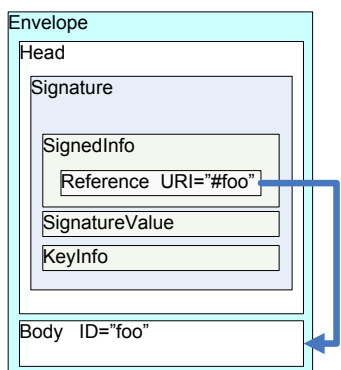 Envelope
Head
Signature
SignedInfo
Reference URI=”#foo”
SignatureValue
KeyInfo
Body ID=”foo”